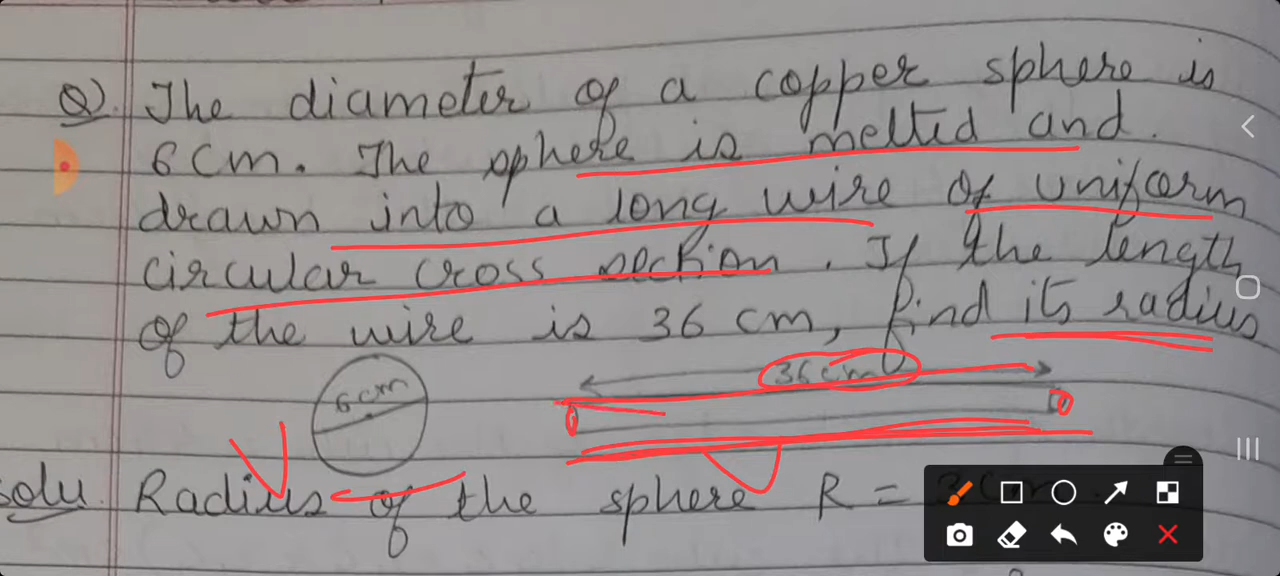 Q). The diameter of a copper sphere is
6 cm. The sphere is melted and
drawn into a long wire of uniform
circular cross section. If the length
of the wire is 36 cm, find its radius
6 cm
36 cm
Solu. Radius of the sphere R = 3 cm.